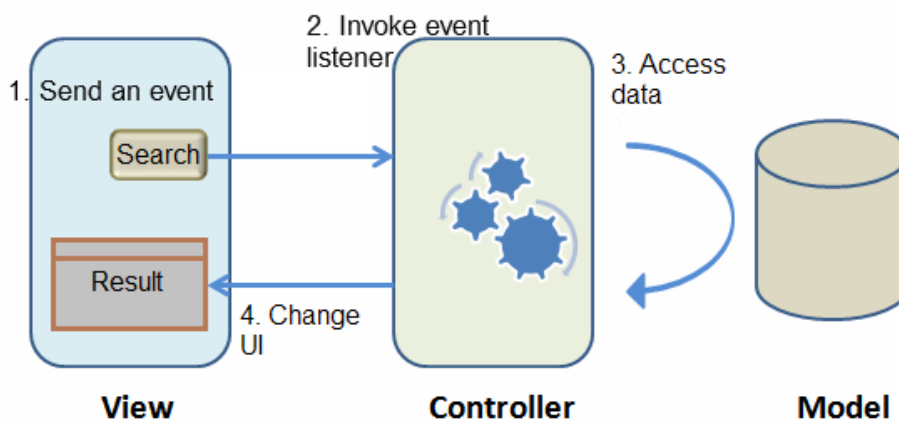 2. Invoke event
listener
1. Send an event
3. Access
data
Search
Result
4. Change
UI
View
Controller
Model